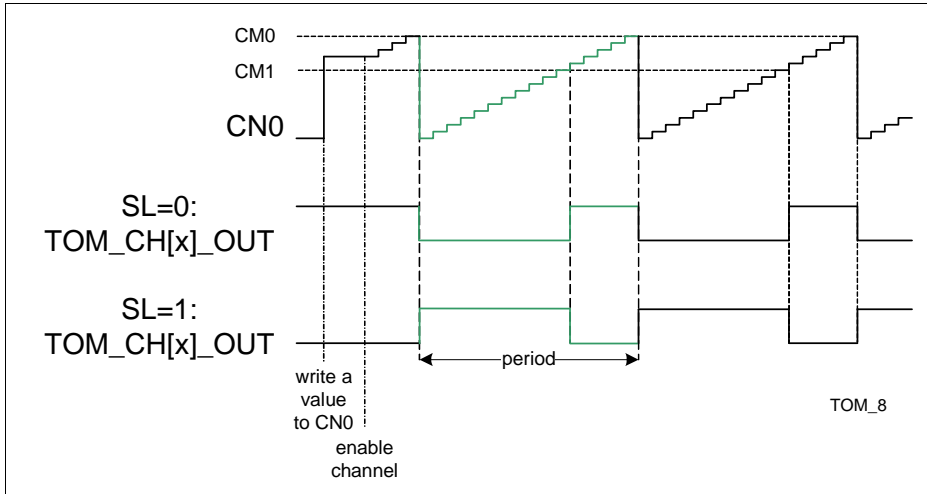 CM0
CM1
CN0
SL=0:
TOM_CH[x]_OUT
SL=1:
TOM_CH[x]_OUT
period
write a
value
to CN0
enable
channel
TOM_8